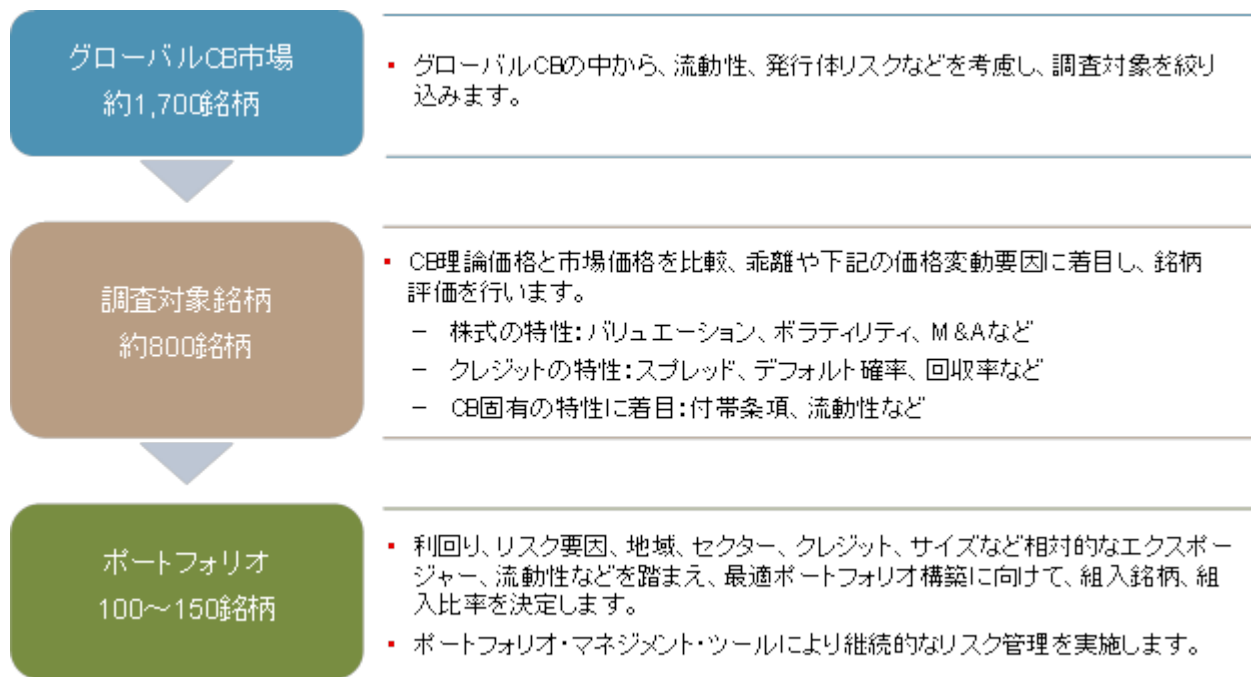 グローバルCB市場
約1,700銘柄
▪ グローバルCBの中から、流動性、発行体リスクなどを考慮し、調査対象を絞り
込みます。
調査対象銘柄
約800銘柄
▪ CB理論価格と市場価格を比較、乖離や下記の価格変動要因に着目し、銘柄
評価を行います。
－ 株式の特性：バリュエーション、ボラティリティ、M&Aなど
－ クレジットの特性：スプレッド、デフォルト確率、回収率など
－ CB固有の特性に着目：付帯条項、流動性など
ポートフォリオ
100～150銘柄
▪ 利回り、リスク要因、地域、セクター、クレジット、サイズなど相対的なエクスポー
ジャー、流動性などを踏まえ、最適ポートフォリオ構築に向けて、組入銘柄、組
入比率を決定します。
▪ ポートフォリオ・マネジメント・ツールにより継続的なリスク管理を実施します。